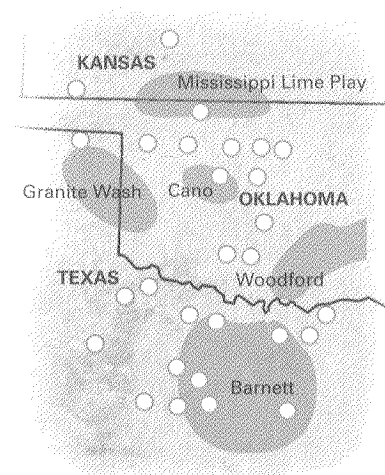 KANSAS
Mississippi Lime Play
Granite Wash
Cano
OKLAHOMA
TEXAS
Woodford
Barnett